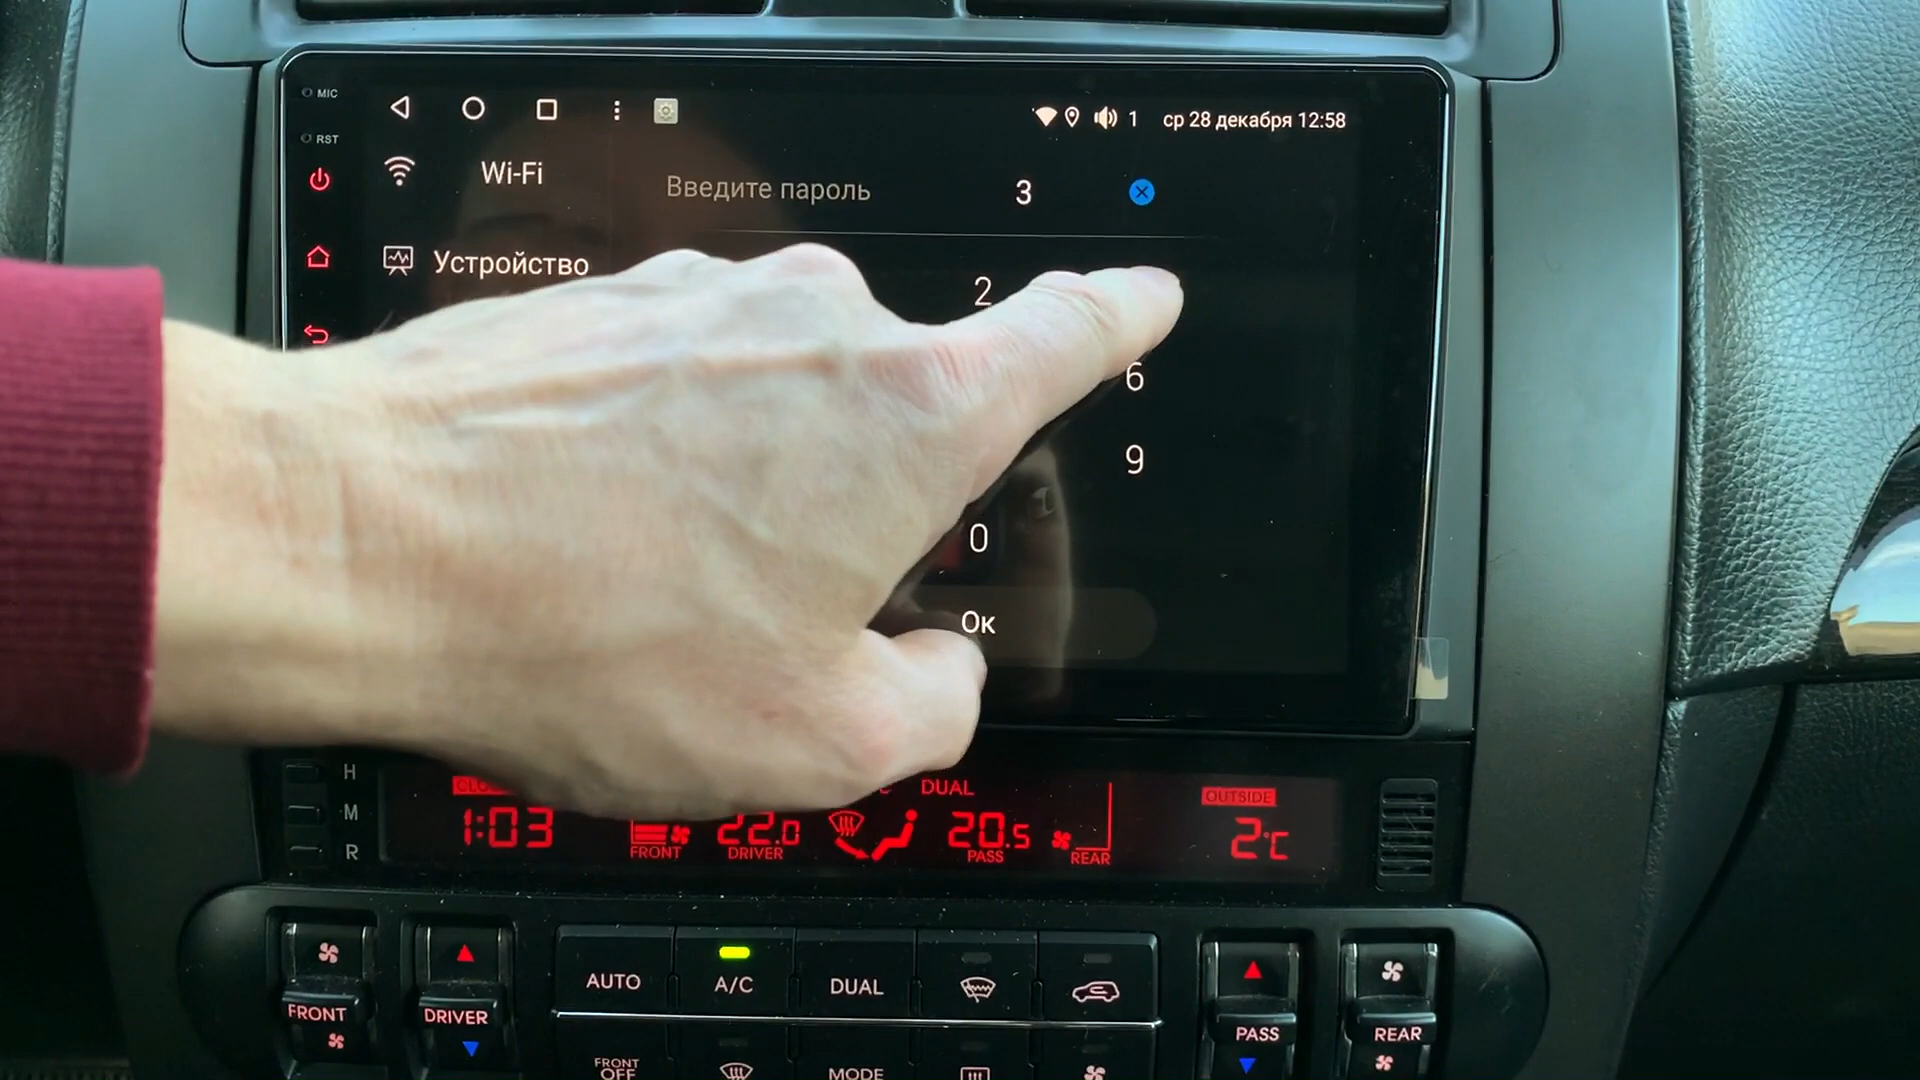 MIC
RST
1 ср 28 декабря 12:58
Wi-Fi
Введите пароль 3
Устройство
2
6
9
0
Ок
H
M
R
DUAL
OUTSIDE
1:03
22.0
20.5
2°C
FRONT
DRIVER
PASS
REAR
AUTO
A/C
DUAL
FRONT
DRIVER
PASS
REAR
FRONT
OFF
MODE